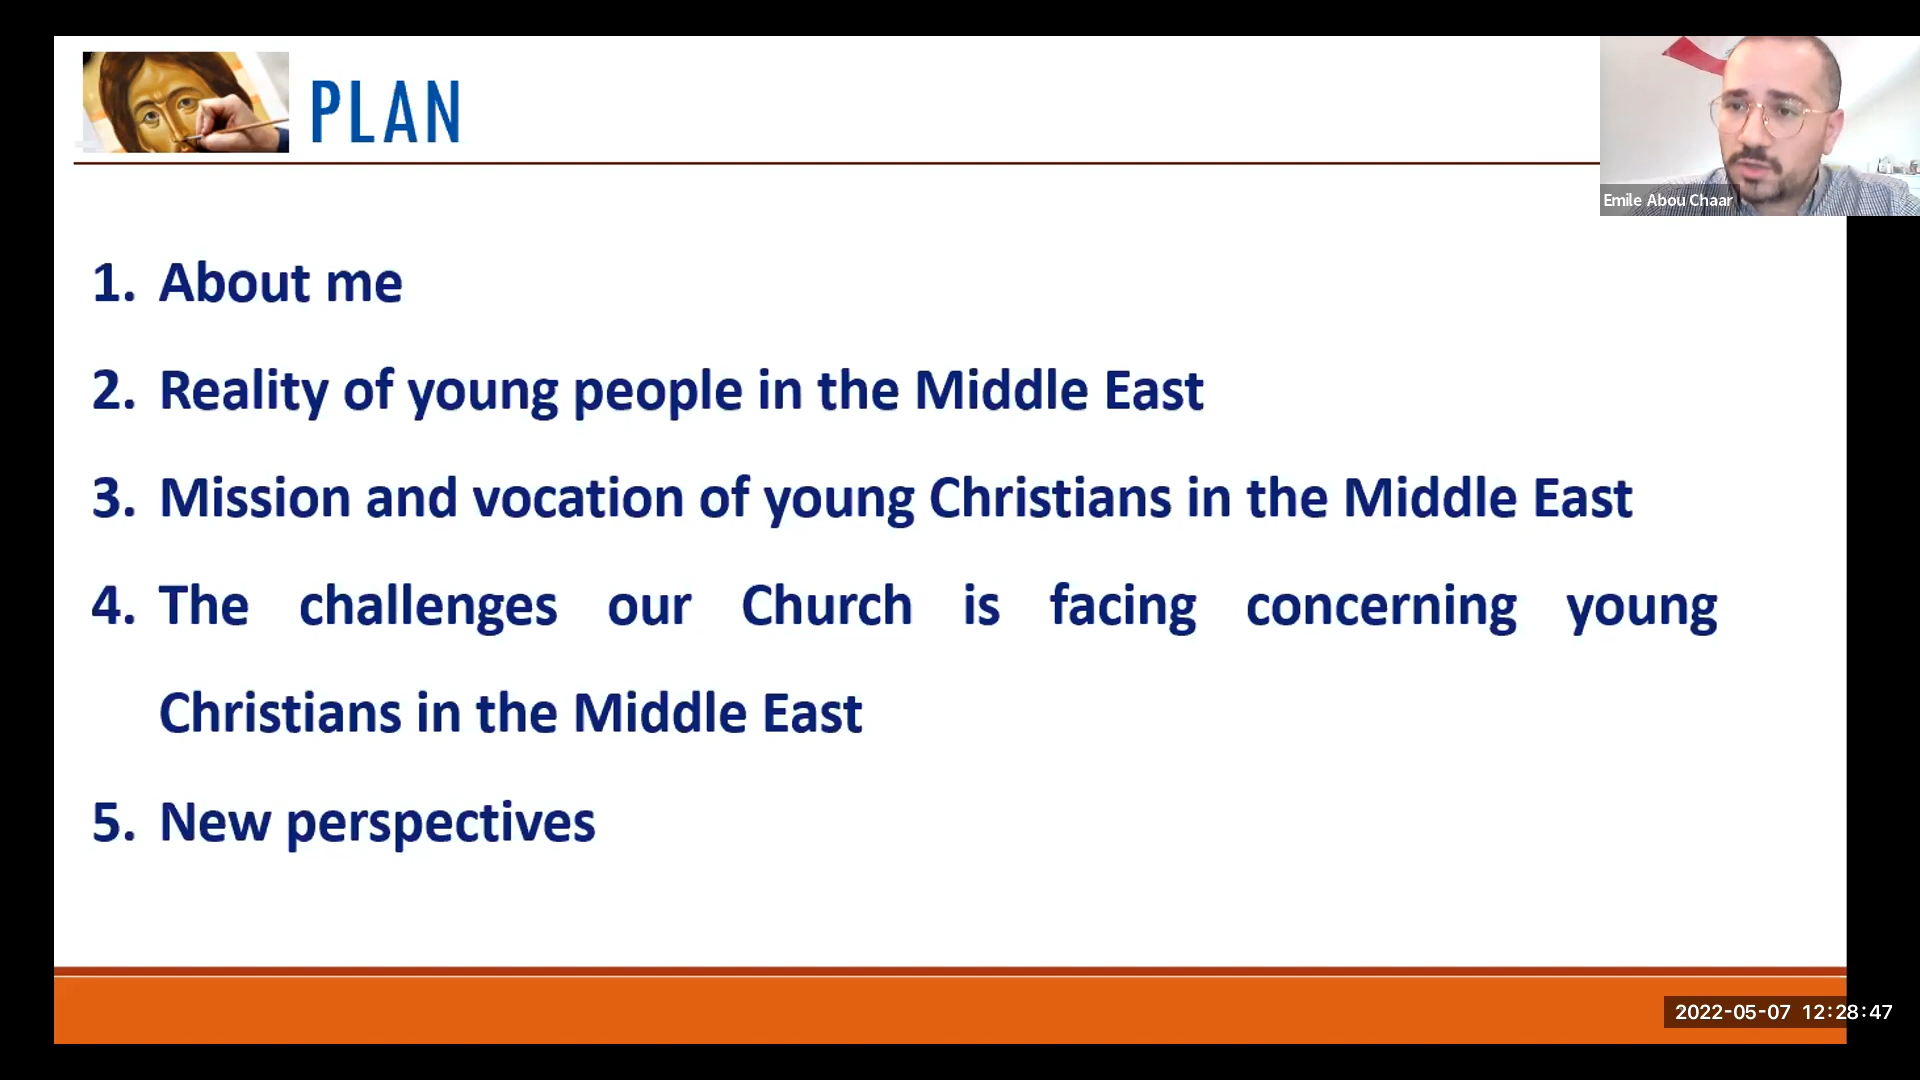 PLAN
Emile Abou Chaar
1. About me
2. Reality of young people in the Middle East
3. Mission and vocation of young Christians in the Middle East
4. The challenges our Church is facing concerning young
Christians in the Middle East
5. New perspectives
2022-05-07 12:28:47